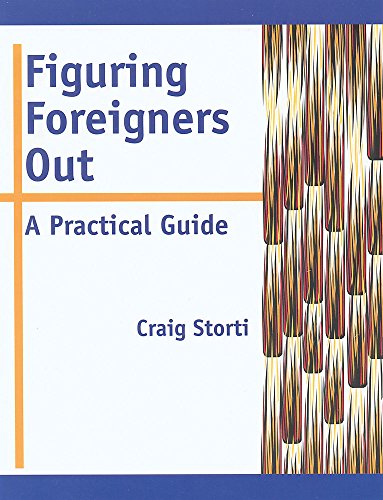 Figuring
Foreigners
Out
A Practical Guide
Craig Storti